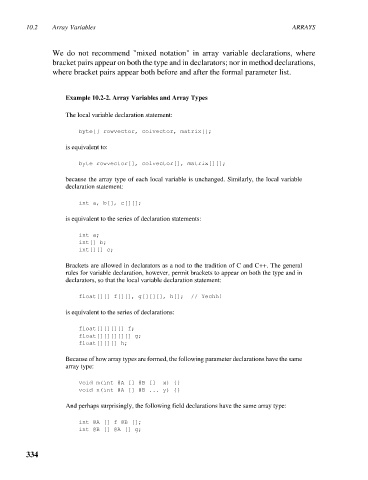 10.2 Array Variables ARRAYS
We do not recommend "mixed notation" in array variable declarations, where
bracket pairs appear on both the type and in declarators; nor in method declarations,
where bracket pairs appear both before and after the formal parameter list.
Example 10.2-2. Array Variables and Array Types
The local variable declaration statement:
byte[] rowvector, colvector, matrix[];
is equivalent to:
byte rowvector[], colvector[], matrix[][];
because the array type of each local variable is unchanged. Similarly, the local variable
declaration statement:
int a, b[], c[][];
is equivalent to the series of declaration statements:
int a;
int[] b;
int[][] c;
Brackets are allowed in declarators as a nod to the tradition of C and C++. The general
rules for variable declaration, however, permit brackets to appear on both the type and in
declarators, so that the local variable declaration statement:
float[][] f[][], g[][][], h[]; // Yechh!
is equivalent to the series of declarations:
float[][][][] f;
float[][][][][] g;
float[][][] h;
Because of how array types are formed, the following parameter declarations have the same
array type:
void m(int @A [] @B [] x) {}
void n(int @A [] @B ... y) {}
And perhaps surprisingly, the following field declarations have the same array type:
int @A [] f @B [];
int @B [] @A [] g;
334